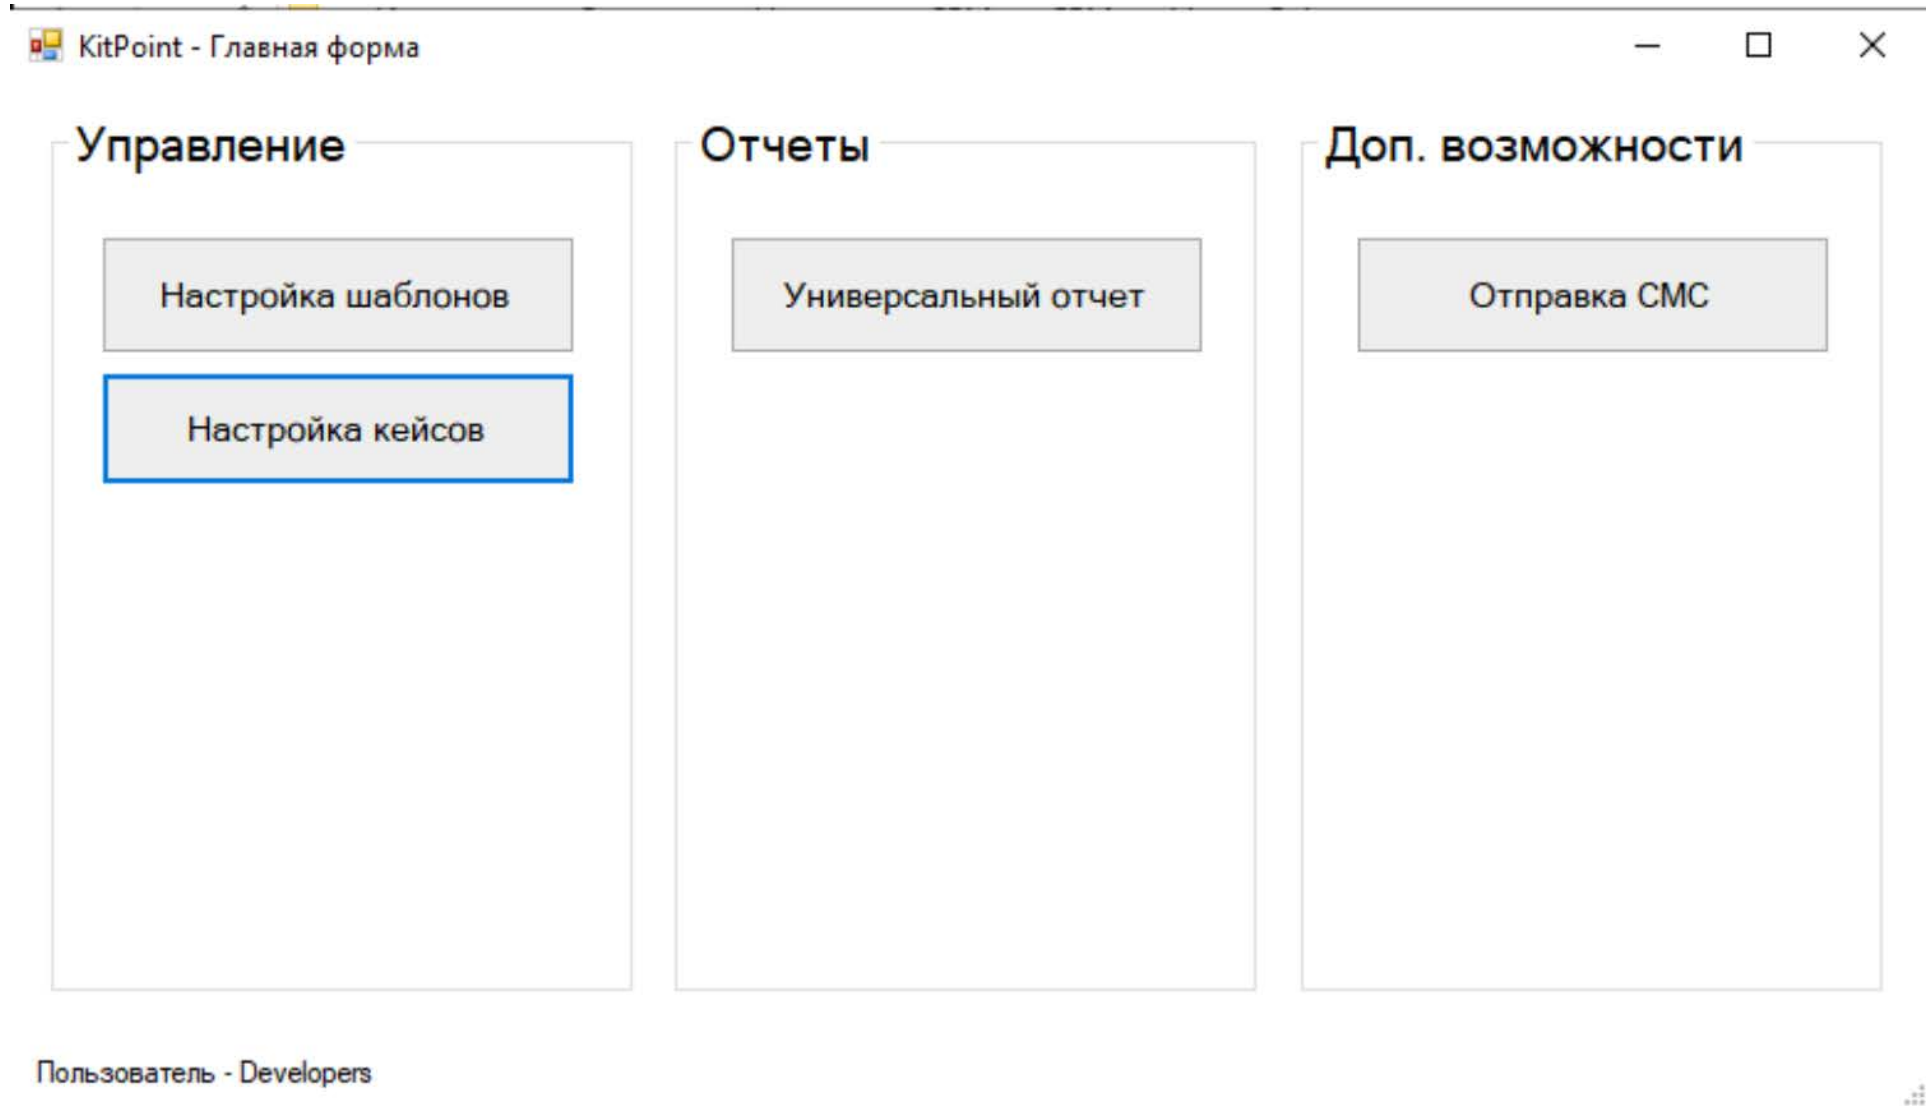 KitPoint - Главная форма
Управление
Настройка шаблонов
Настройка кейсов
Отчеты
Универсальный отчет
Доп. возможности
Отправка СМС
Пользователь - Developers